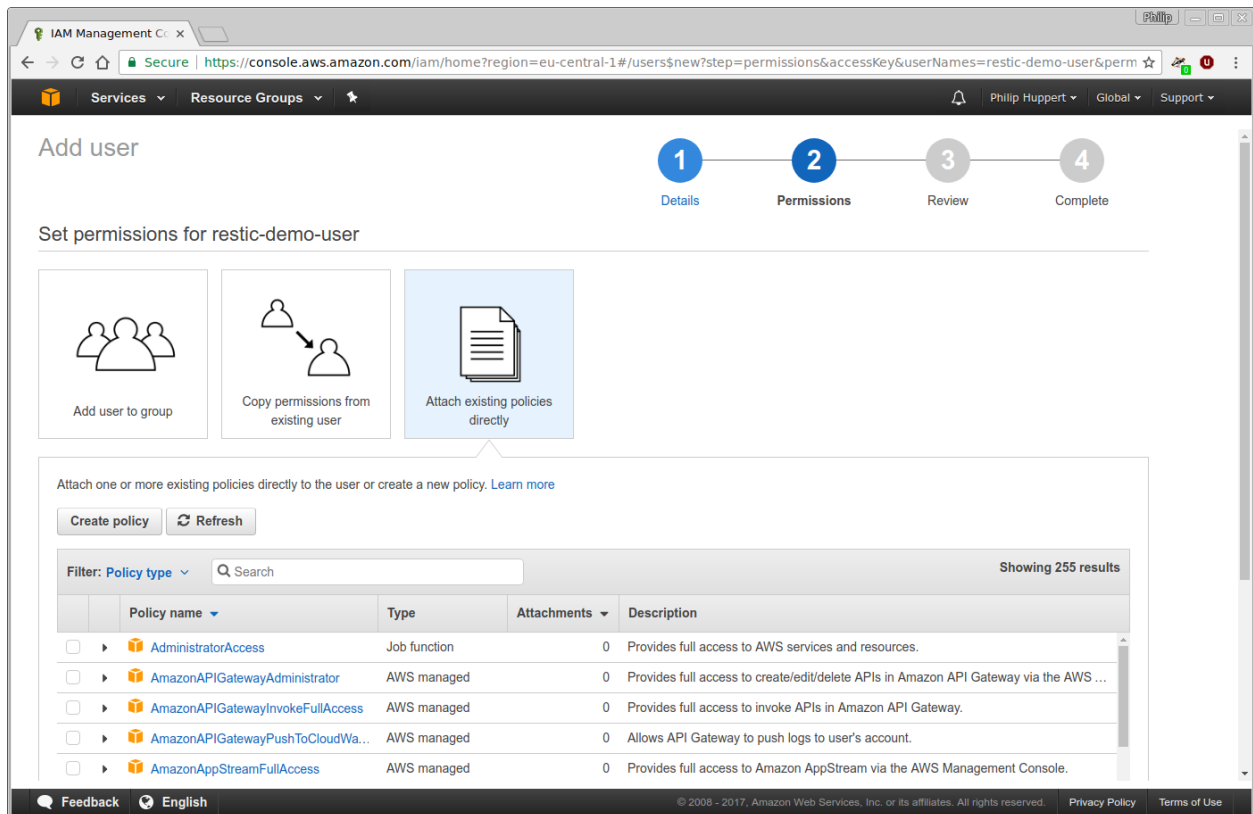 Philip
IAM Management Co
Secure | https://console.aws.amazon.com/iam/home?region=eu-central-1#/users$new?step=permissions&accessKey&userNames=restic-demo-user&perm
0
Services Resource Groups Philip Huppert Global Support
Add user
1 2 3 4
Details Permissions Review Complete
Set permissions for restic-demo-user
Add user to group
Copy permissions from
existing user
Attach existing policies
directly
Attach one or more existing policies directly to the user or create a new policy. Learn more
Create policy Refresh
Filter: Policy type Search Showing 255 results
Policy name Type Attachments Description
AdministratorAccess Job function 0 Provides full access to AWS services and resources.
AmazonAPIGatewayAdministrator AWS managed 0 Provides full access to create/edit/delete APIs in Amazon API Gateway via the AWS ...
AmazonAPIGatewayInvokeFullAccess AWS managed 0 Provides full access to invoke APIs in Amazon API Gateway.
AmazonAPIGatewayPushToCloudWa... AWS managed 0 Allows API Gateway to push logs to user's account.
AmazonAppStreamFullAccess AWS managed 0 Provides full access to Amazon AppStream via the AWS Management Console.
Feedback English © 2008 - 2017, Amazon Web Services, Inc. or its affiliates. All rights reserved. Privacy Policy Terms of Use